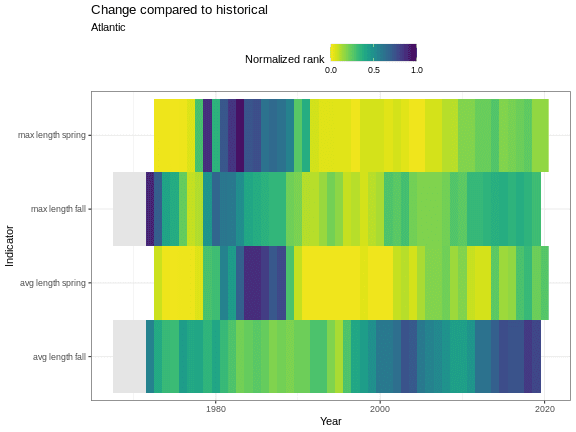 Change compared to historical
Atlantic
Normalized rank
0.0 0.5 1.0
max length spring
max length fall
avg length spring
avg length fall
Indicator
1980 2000 2020
Year